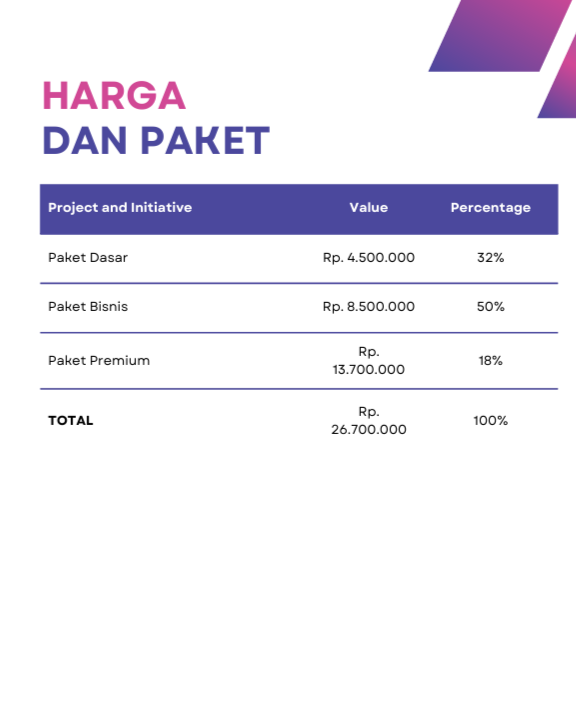 HARGA
DAN PAKET
Project and Initiative Value Percentage
Paket Dasar Rp. 4.500.000 32%
Paket Bisnis Rp. 8.500.000 50%
Paket Premium Rp. 13.700.000 18%
TOTAL Rp. 26.700.000 100%